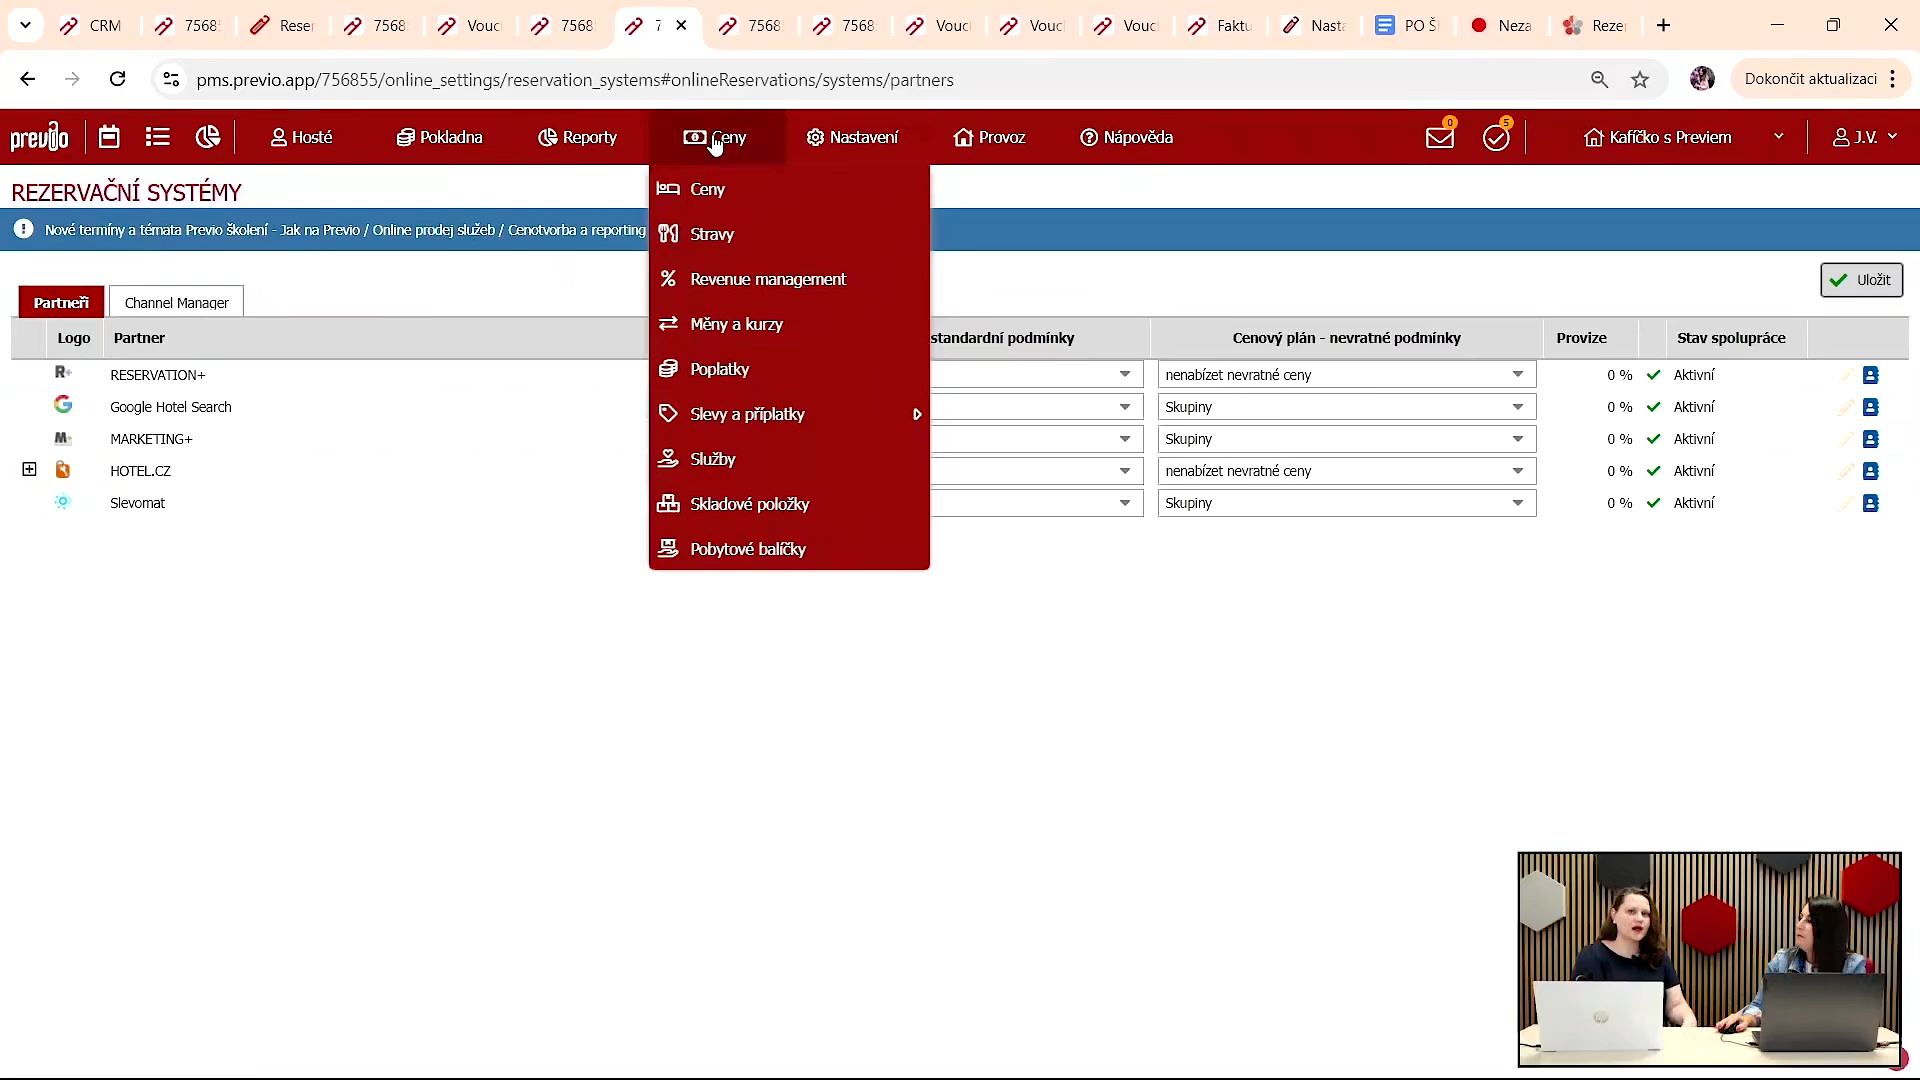 CRM
7568
Reser
7568
Vouc
7568
7
7568
7568
Vouc
Vouc
Vouc
Faktu
Nasta
PO Š
Neza
Rezer
pms.previo.app/756855/online_settings/reservation_systems#onlineReservations/systems/partners
Dokončit aktualizaci
previo
Hosté
Pokladna
Reporty
Ceny
Nastavení
Provoz
Nápověda
0
5
Kafíčko s Previem
J.V.
REZERVAČNÍ SYSTÉMY
Nové termíny a témata Previo školení - Jak na Previo / Online prodej služeb / Cenotvorba a reporting
Ceny
Stravy
Revenue management
Měny a kurzy
Poplatky
Slevy a příplatky
Služby
Skladové položky
Pobytové balíčky
Uložit
Partneři
Channel Manager
Logo
Partner
standardní podmínky
Cenový plán - nevratné podmínky
Provize
Stav spolupráce
R+
RESERVATION+
nenabízet nevratné ceny
0 %
Aktivní
Google Hotel Search
Skupiny
0 %
Aktivní
MARKETING+
Skupiny
0 %
Aktivní
HOTEL.CZ
nenabízet nevratné ceny
0 %
Aktivní
Slevomat
Skupiny
0 %
Aktivní